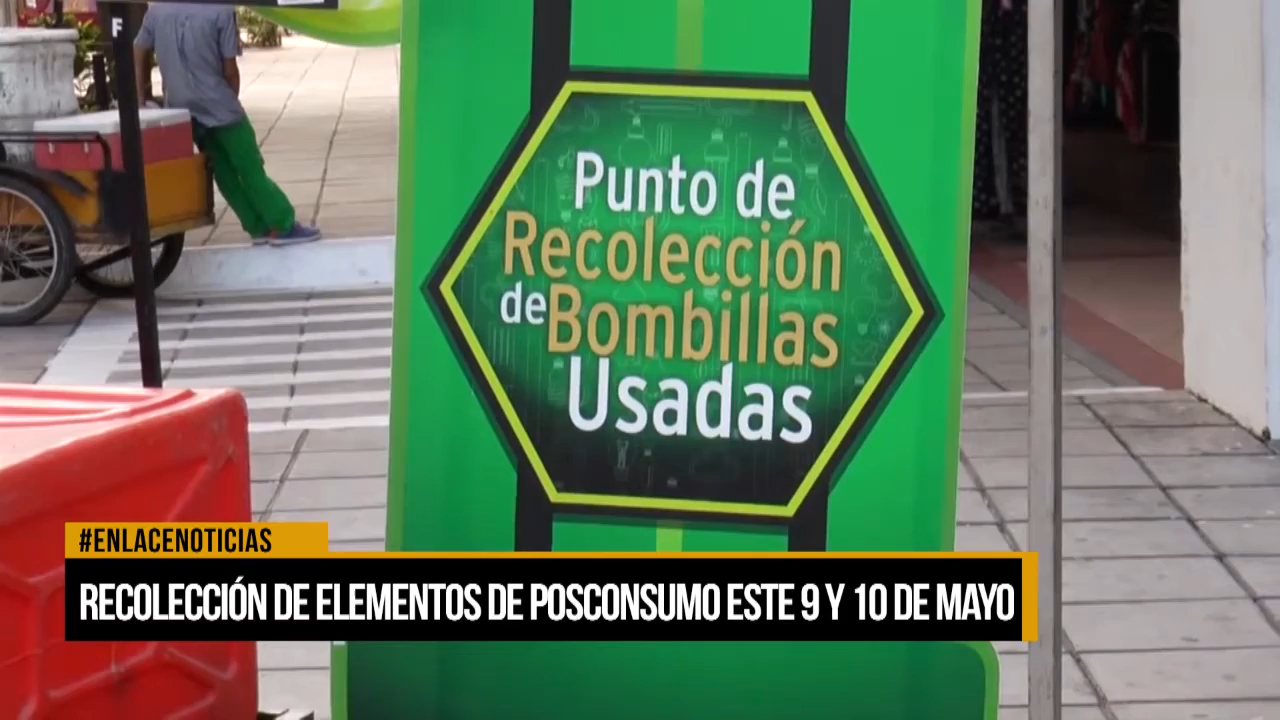 F
Punto de
Recolección
de Bombillas
Usadas
#ENLACENOTICIAS
RECOLECCIÓN DE ELEMENTOS DE POSCONSUMO ESTE 9 Y 10 DE MAYO